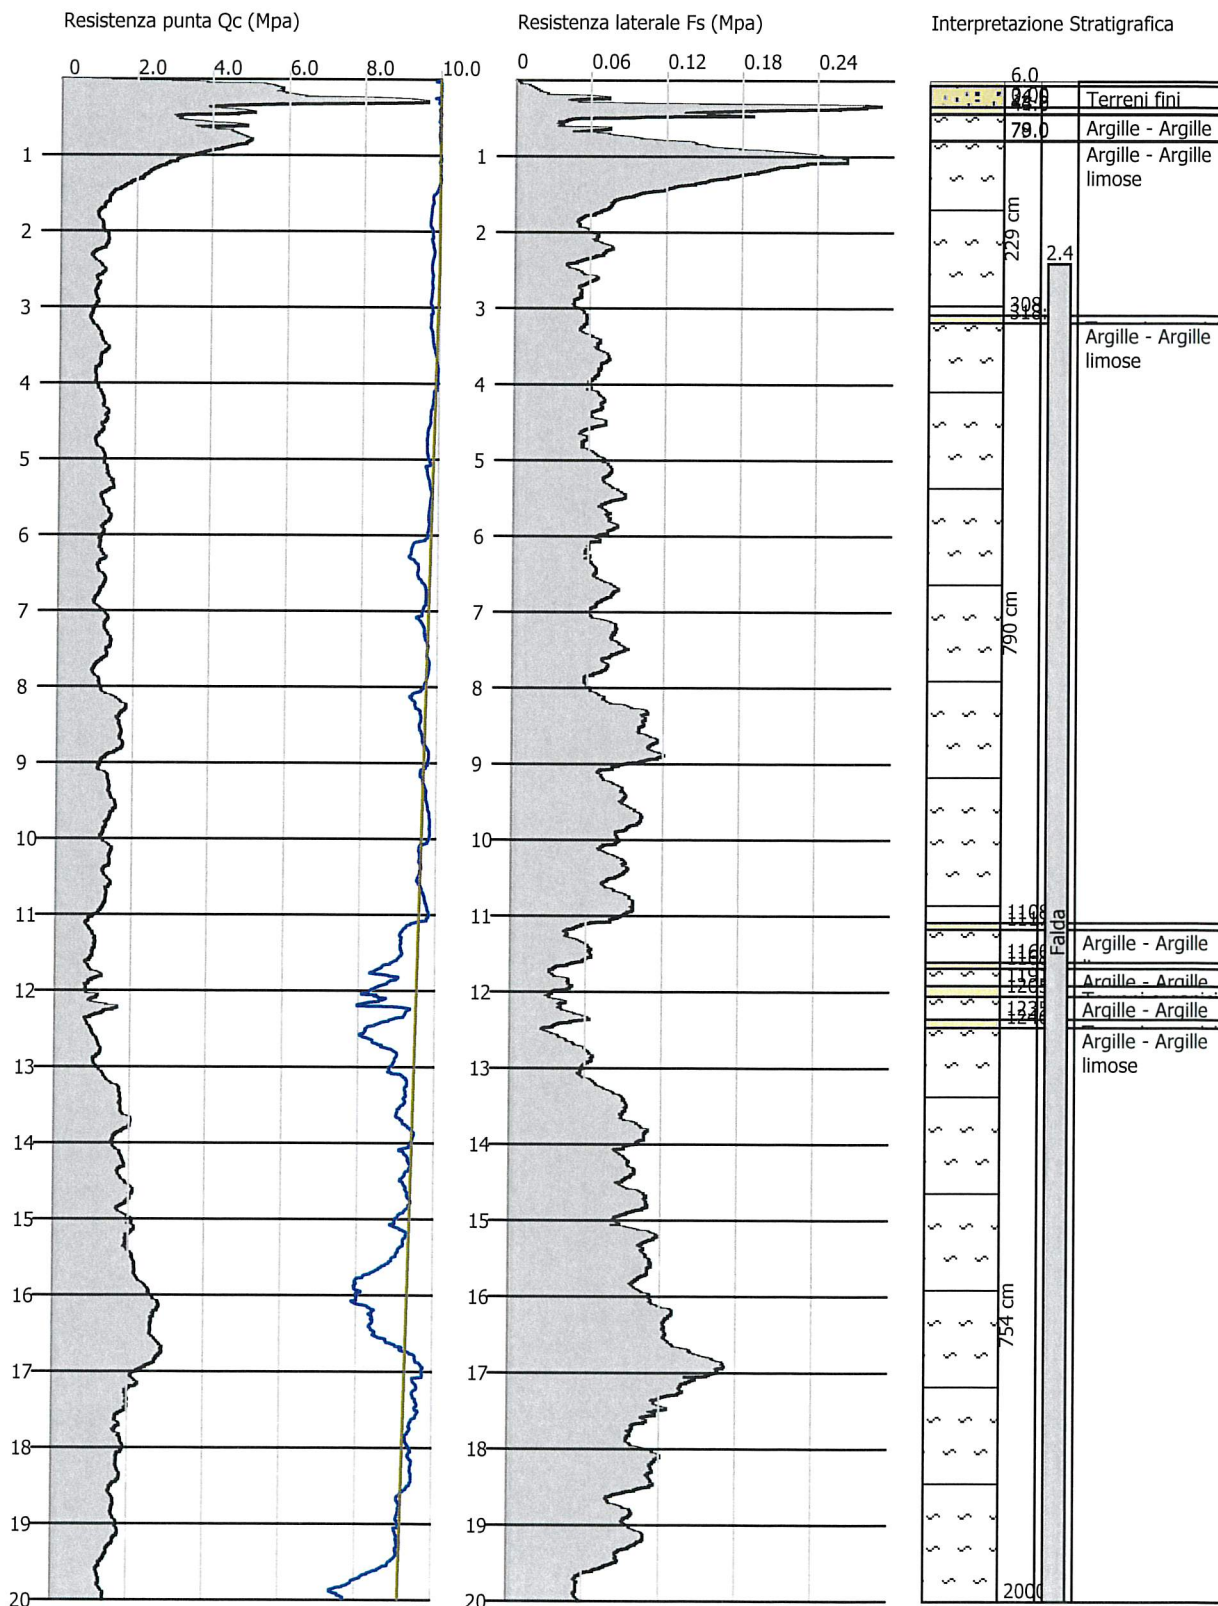 Resistenza punta Qc (Mpa)
Resistenza laterale Fs (Mpa)
Interpretazione Stratigrafica
0 2.0 4.0 6.0 8.0 10.0
0 0.06 0.12 0.18 0.24
6.0
Terreni fini
79.0
Argille - Argille
Argille - Argille
limose
229 cm
2.4
308
318
Argille - Argille
limose
790 cm
1108
Falda
Argille - Argille
Argille - Argille
1205
1235
Argille - Argille
Argille - Argille
limose
754 cm
2000
1
2
3
4
5
6
7
8
9
10
11
12
13
14
15
16
17
18
19
20
1
2
3
4
5
6
7
8
9
10
11
12
13
14
15
16
17
18
19
20